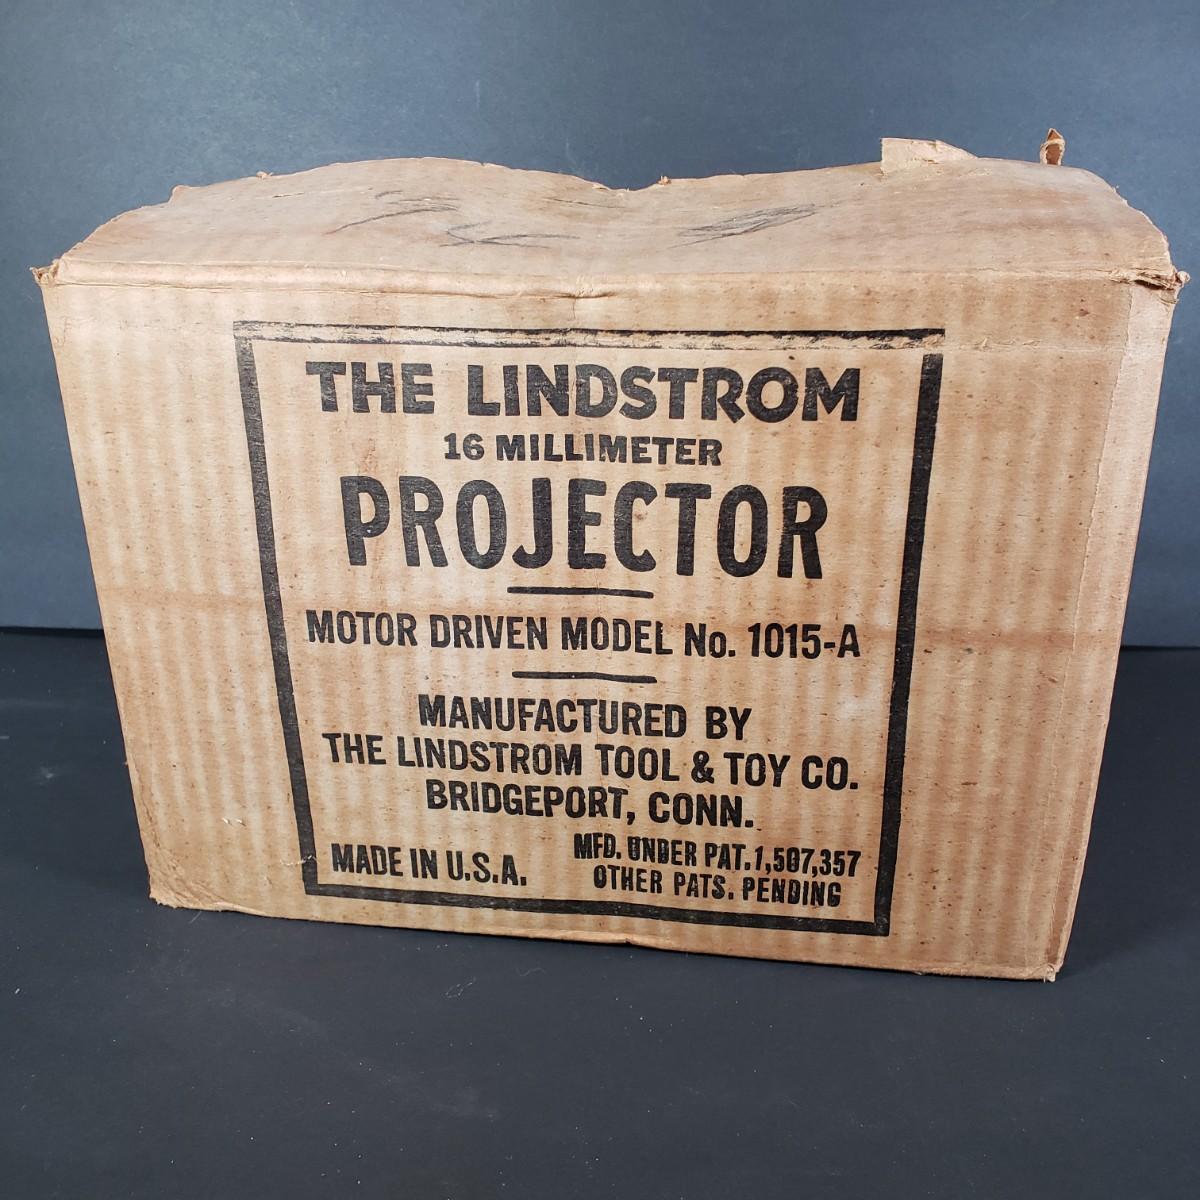 THE LINDSTROM
16 MILLIMETER
PROJECTOR
MOTOR DRIVEN MODEL No. 1015-A
MANUFACTURED BY
THE LINDSTROM TOOL & TOY CO.
BRIDGEPORT, CONN.
MADE IN U.S.A.
MFD. UNDER PAT. 1,507,357
OTHER PATS. PENDING